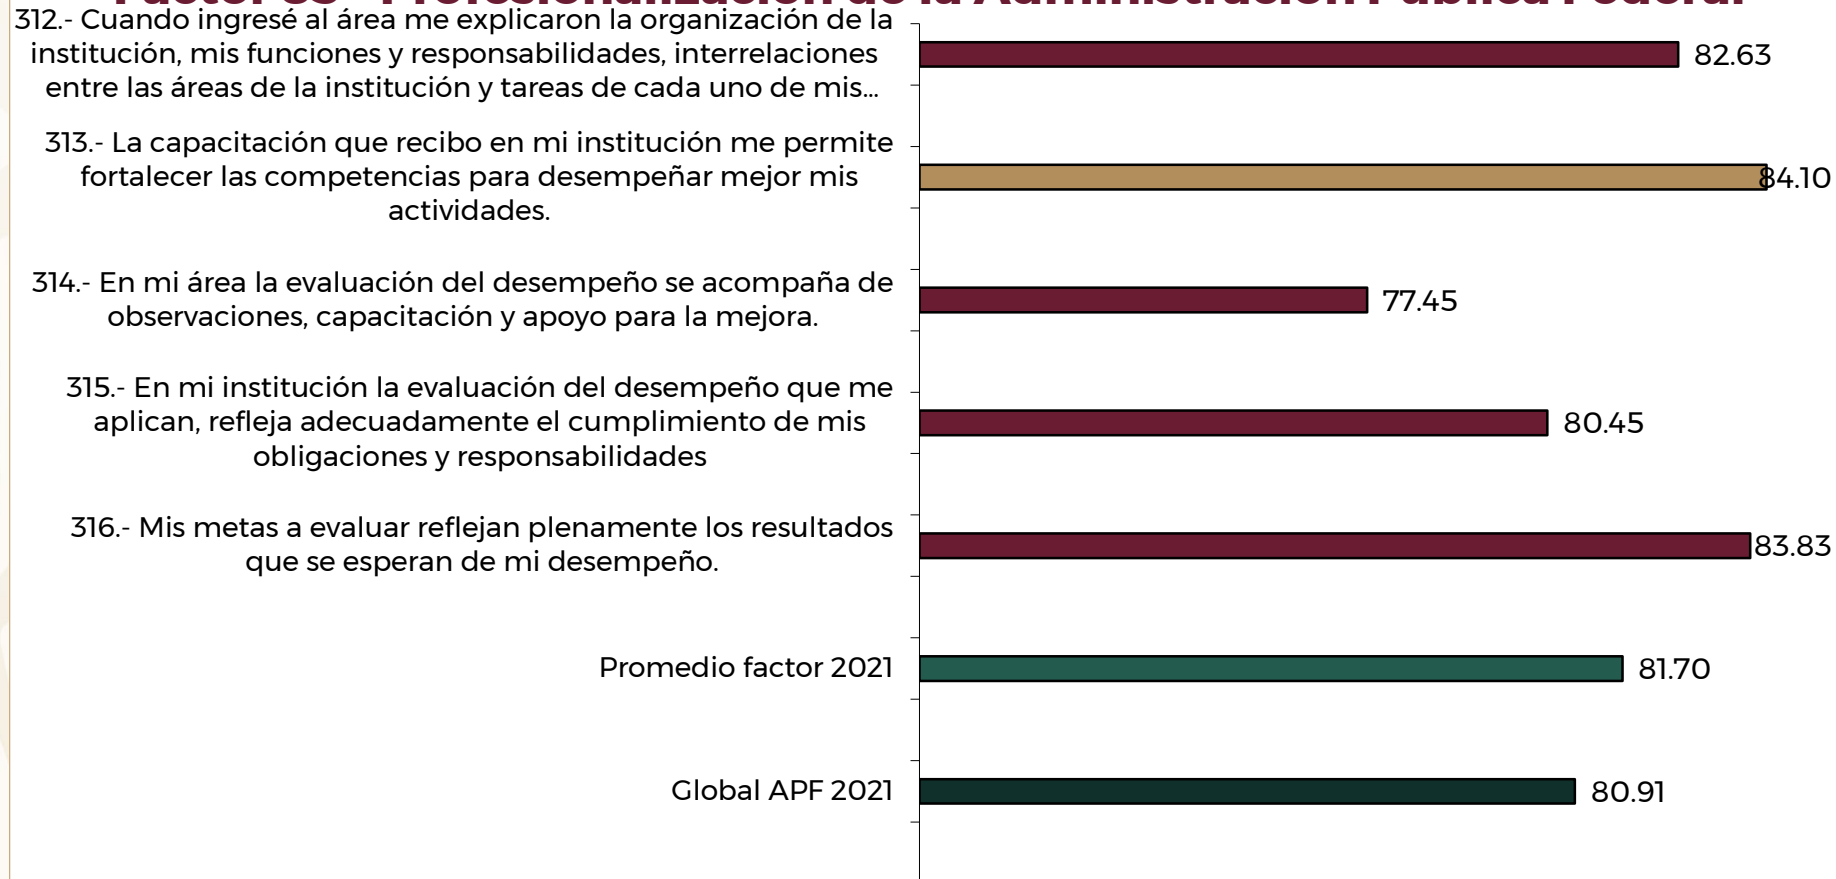 Profesionalización de la Administración Pública Federal
312.- Cuando ingresé al área me explicaron la organización de la
institución, mis funciones y responsabilidades, interrelaciones
entre las áreas de la institución y tareas de cada uno de mis...
82.63
313.- La capacitación que recibo en mi institución me permite
fortalecer las competencias para desempeñar mejor mis
actividades.
84.10
314.- En mi área la evaluación del desempeño se acompaña de
observaciones, capacitación y apoyo para la mejora.
77.45
315.- En mi institución la evaluación del desempeño que me
aplican, refleja adecuadamente el cumplimiento de mis
obligaciones y responsabilidades
80.45
316.- Mis metas a evaluar reflejan plenamente los resultados
que se esperan de mi desempeño.
83.83
Promedio factor 2021
81.70
Global APF 2021
80.91